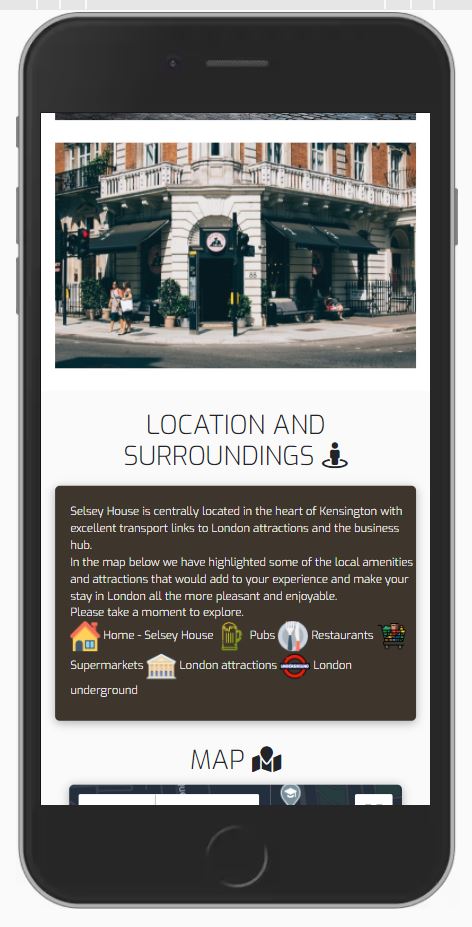 88
LOCATION AND
SURROUNDINGS
Selsey House is centrally located in the heart of Kensington with
excellent transport links to London attractions and the business
hub.
In the map below we have highlighted some of the local amenities
and attractions that would add to your experience and make your
stay in London all the more pleasant and enjoyable.
Please take a moment to explore.
Home - Selsey House Pubs Restaurants
Supermarkets London attractions UNDERGROUND London
underground
MAP